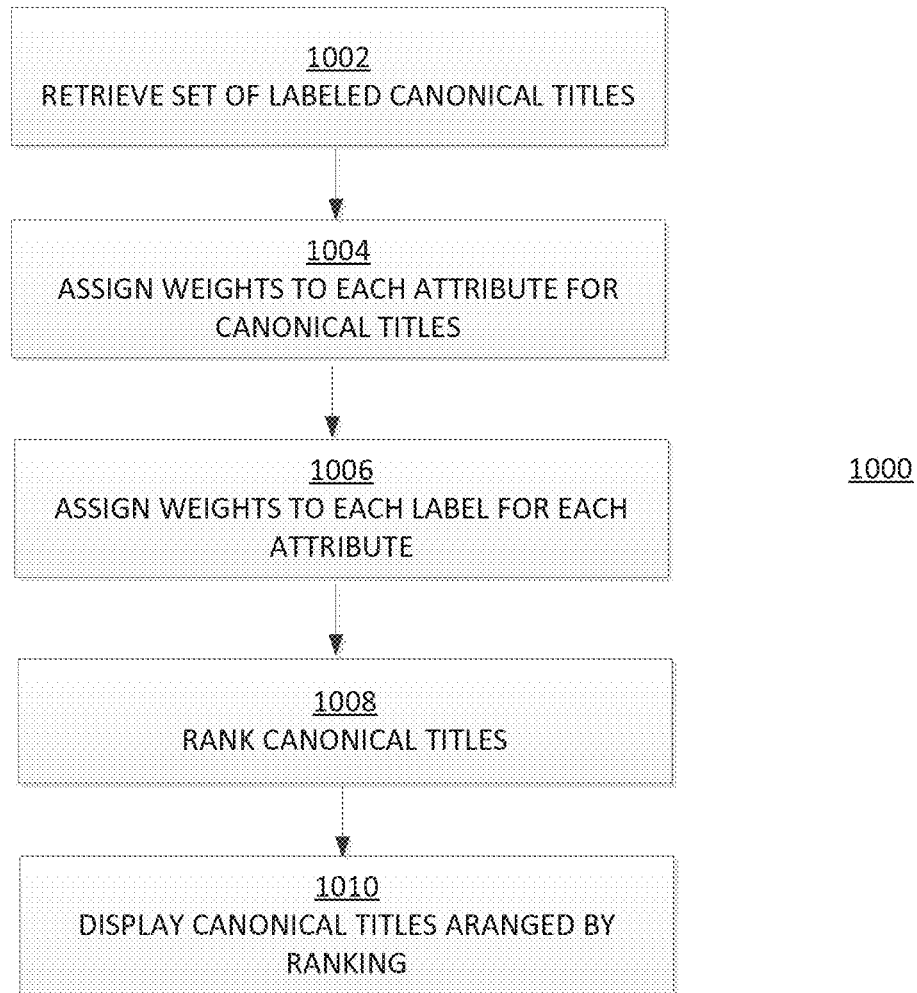 1002
RETRIEVE SET OF LABELED CANONICAL TITLES
1004
ASSIGN WEIGHTS TO EACH ATTRIBUTE FOR
CANONICAL TITLES
1006
ASSIGN WEIGHTS TO EACH LABEL FOR EACH
ATTRIBUTE
1000
1008
RANK CANONICAL TITLES
1010
DISPLAY CANONICAL TITLES ARANGED BY
RANKING